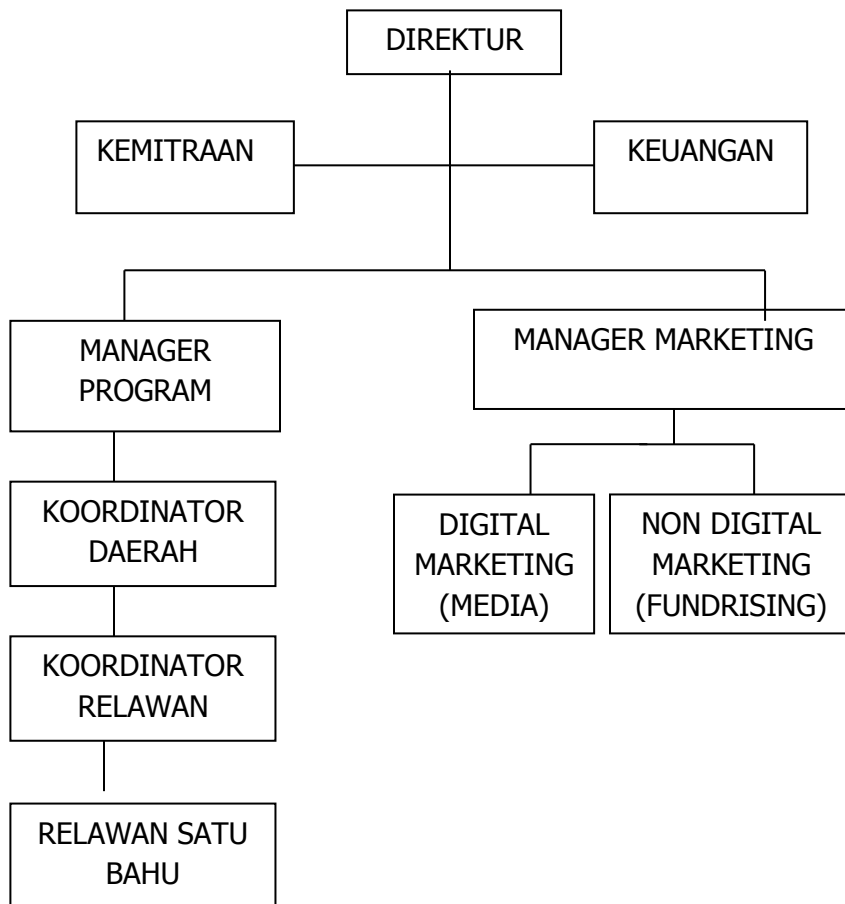 DIREKTUR
KEMITRAAN
KEUANGAN
MANAGER
PROGRAM
MANAGER MARKETING
KOORDINATOR
DAERAH
DIGITAL
MARKETING
(MEDIA)
NON DIGITAL
MARKETING
(FUNDRISING)
KOORDINATOR
RELAWAN
RELAWAN SATU
BAHU